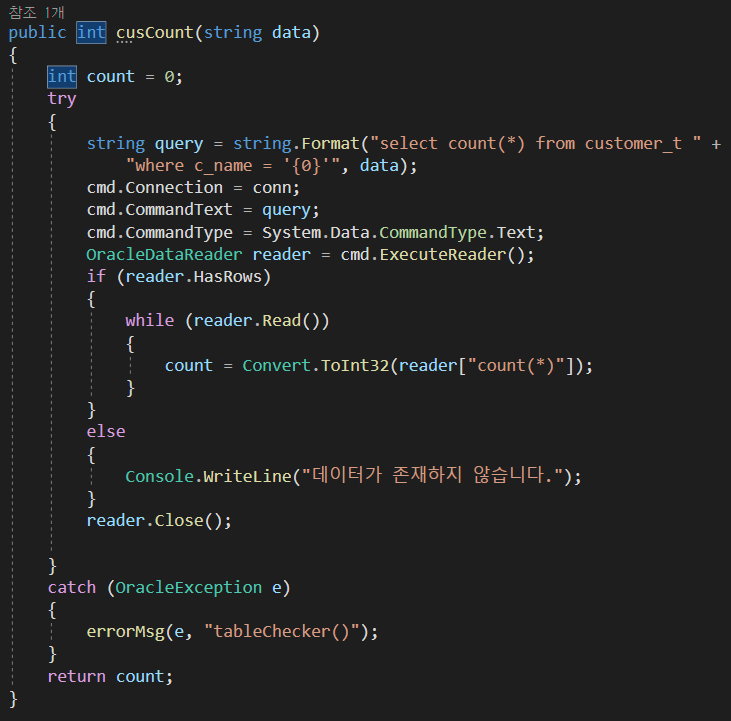 참조 1개
public int cusCount(string data)
{
int count = 0;
try
{
string query = string.Format("select count(*) from customer_t " +
"where c_name = '{0}'", data);
cmd.Connection = conn;
cmd.CommandText = query;
cmd.CommandType = System.Data.CommandType.Text;
OracleDataReader reader = cmd.ExecuteReader();
if (reader.HasRows)
{
while (reader.Read())
{
count = Convert.ToInt32(reader["count(*)"]);
}
}
else
{
Console.WriteLine("데이터가 존재하지 않습니다.");
}
reader.Close();
}
catch (OracleException e)
{
errorMsg(e, "tableChecker()");
}
return count;
}